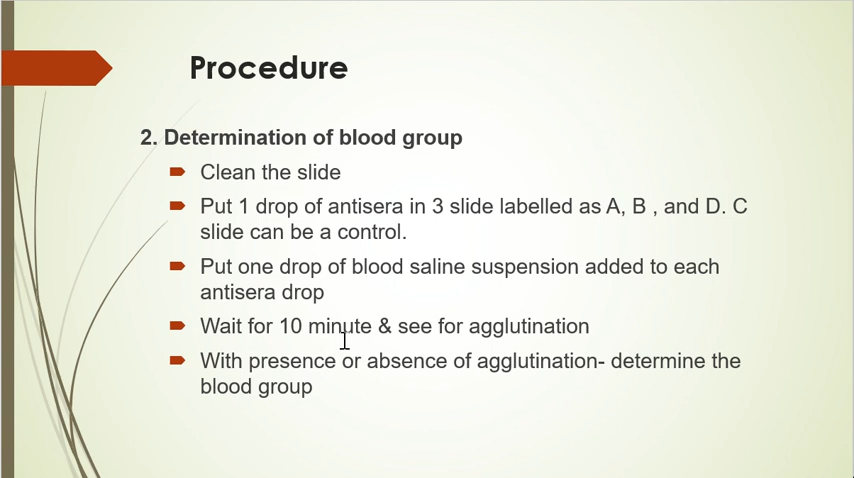 Procedure
2. Determination of blood group
Clean the slide
Put 1 drop of antisera in 3 slide labelled as A, B , and D. C
slide can be a control.
Put one drop of blood saline suspension added to each
antisera drop
Wait for 10 minute & see for agglutination
With presence or absence of agglutination- determine the
blood group